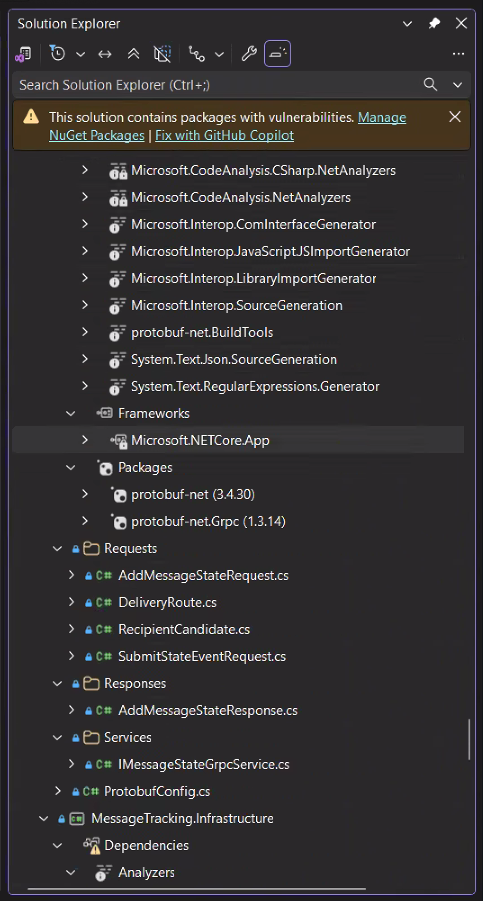 Solution Explorer
Search Solution Explorer (Ctrl+;)
This solution contains packages with vulnerabilities. Manage
NuGet Packages | Fix with GitHub Copilot
Microsoft.CodeAnalysis.CSharp.NetAnalyzers
Microsoft.CodeAnalysis.NetAnalyzers
Microsoft.Interop.ComInterfaceGenerator
Microsoft.Interop.JavaScript.JSImportGenerator
Microsoft.Interop.LibraryImportGenerator
Microsoft.Interop.SourceGeneration
protobuf-net.BuildTools
System.Text.Json.SourceGeneration
System.Text.RegularExpressions.Generator
Frameworks
Microsoft.NETCore.App
Packages
protobuf-net (3.4.30)
protobuf-net.Grpc (1.3.14)
Requests
C# AddMessageStateRequest.cs
C# DeliveryRoute.cs
C# RecipientCandidate.cs
C# SubmitStateEventRequest.cs
Responses
C# AddMessageStateResponse.cs
Services
C# IMessageStateGrpcService.cs
C# ProtobufConfig.cs
C# MessageTracking.Infrastructure
Dependencies
Analyzers